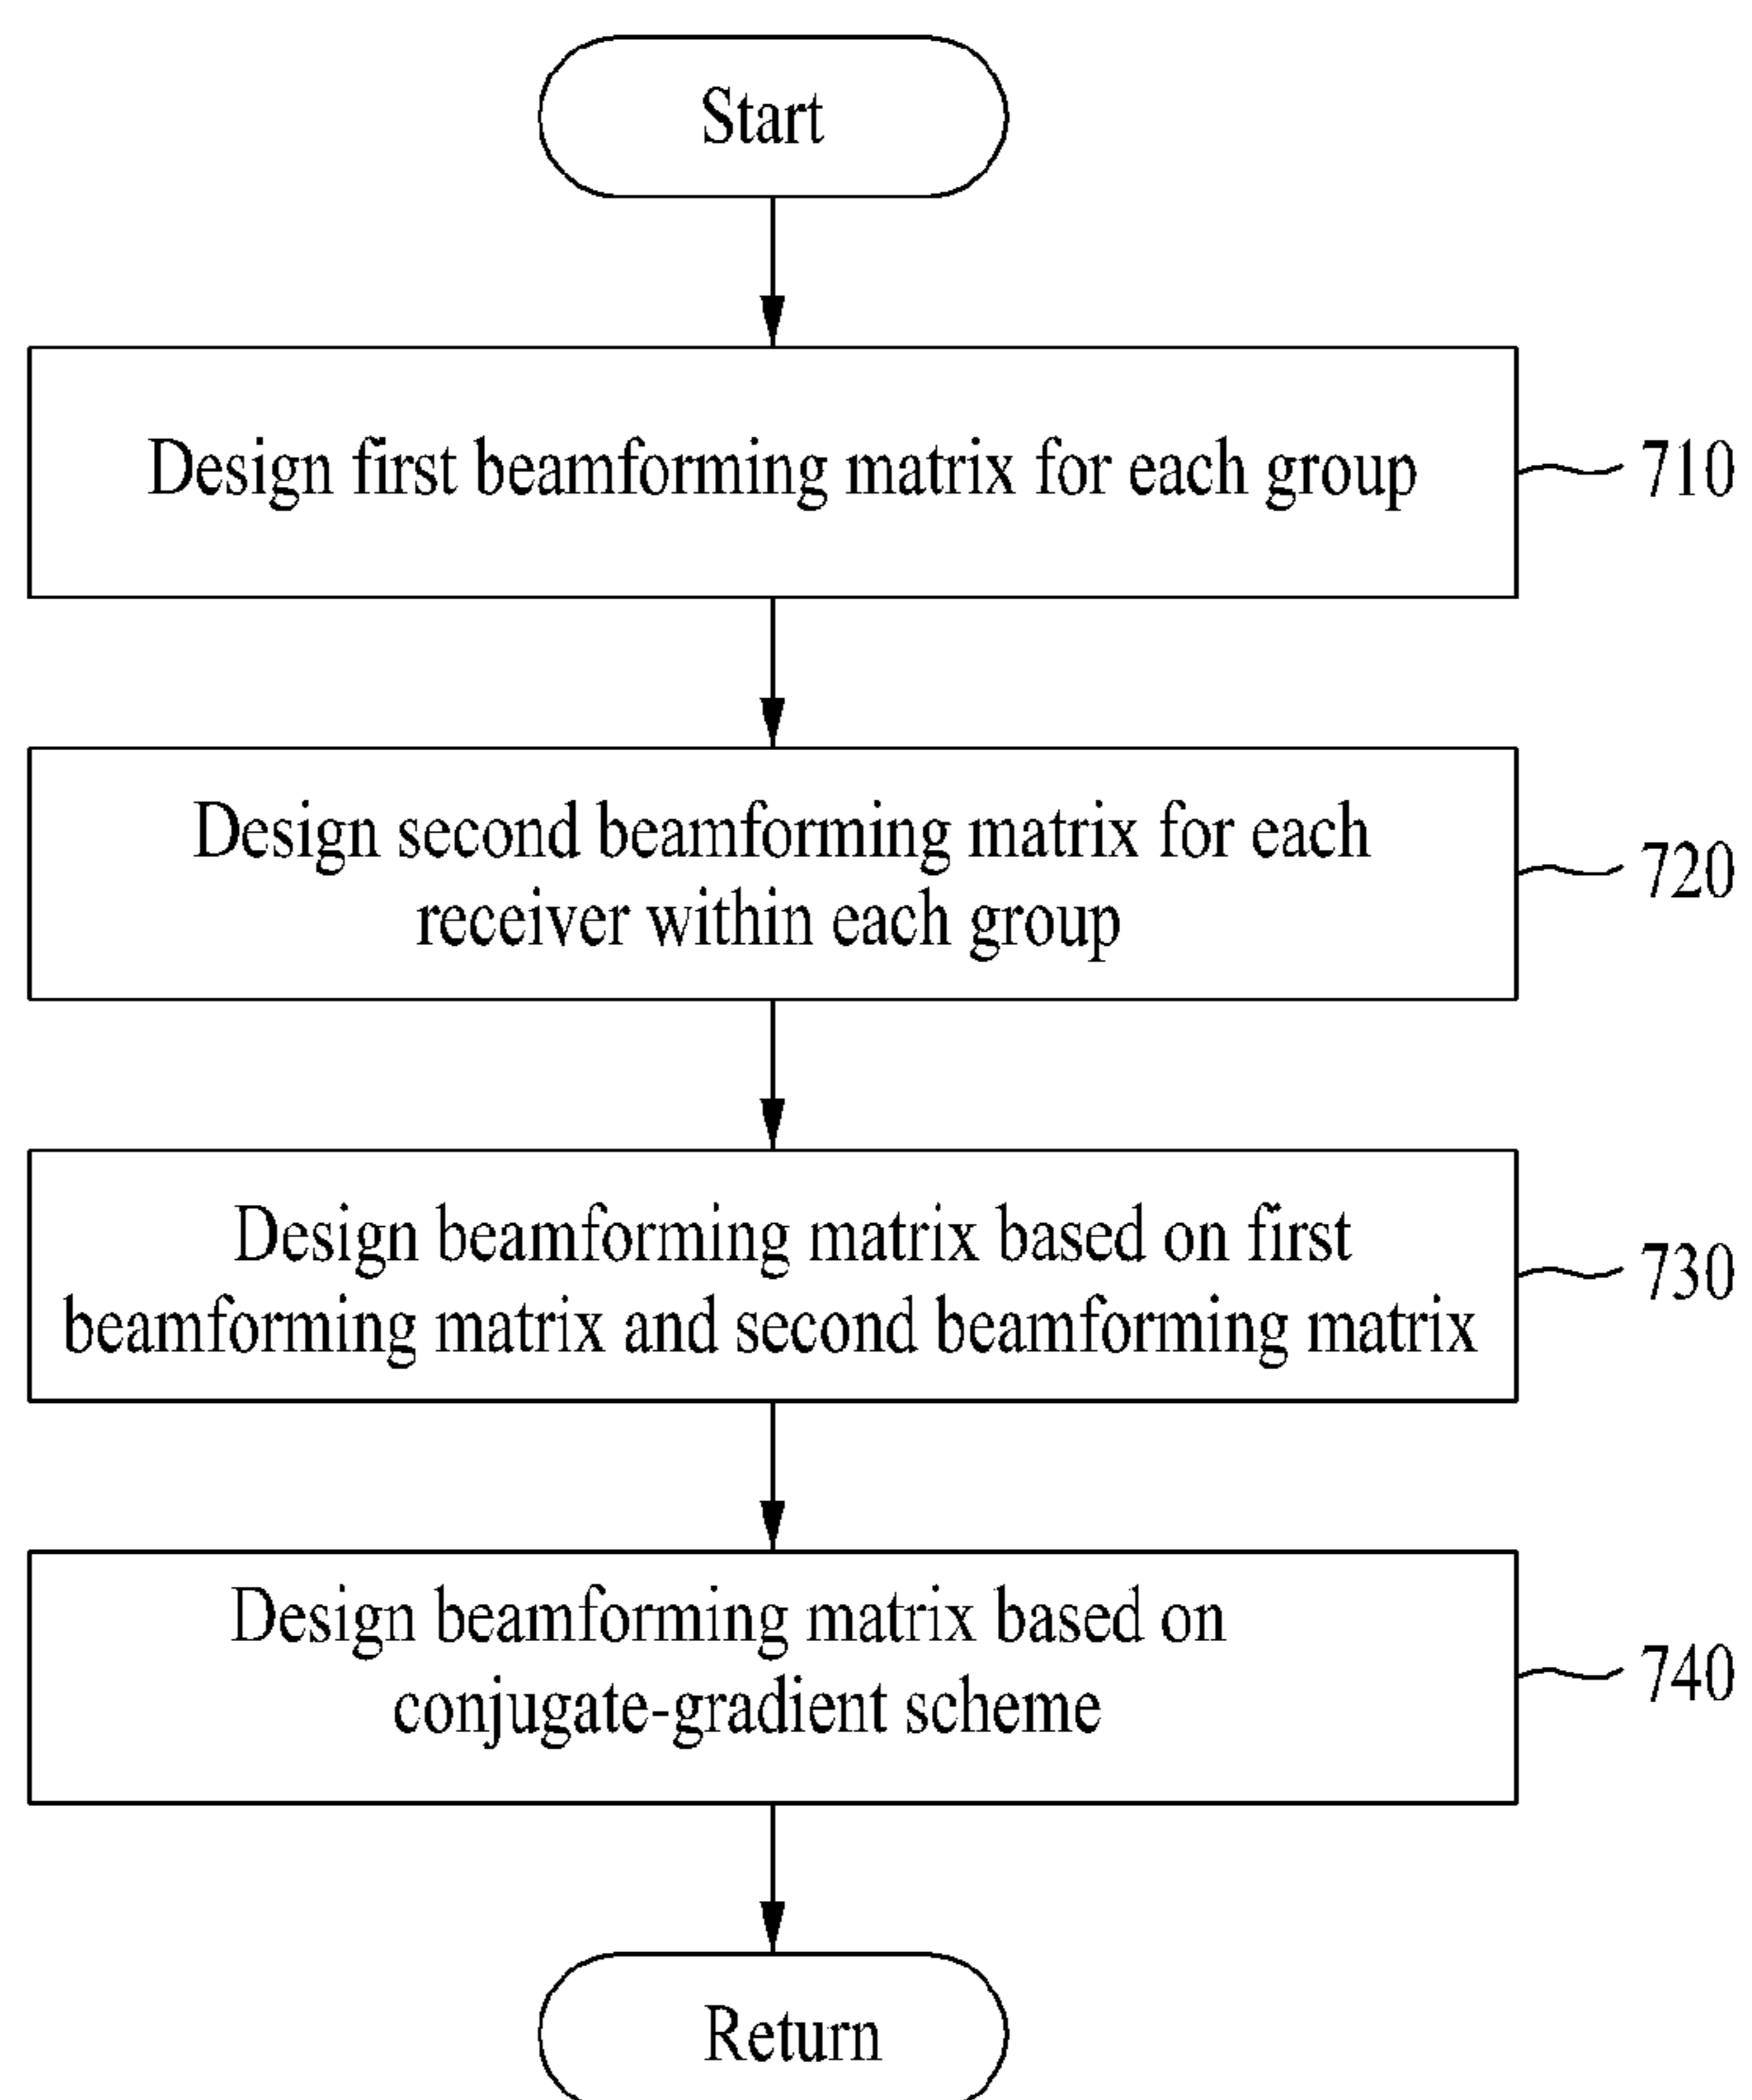 Start
Design first beamforming matrix for each group
710
Design second beamforming matrix for each
receiver within each group
720
Design beamforming matrix based on first
beamforming matrix and second beamforming matrix
730
Design beamforming matrix based on
conjugate-gradient scheme
740
Return